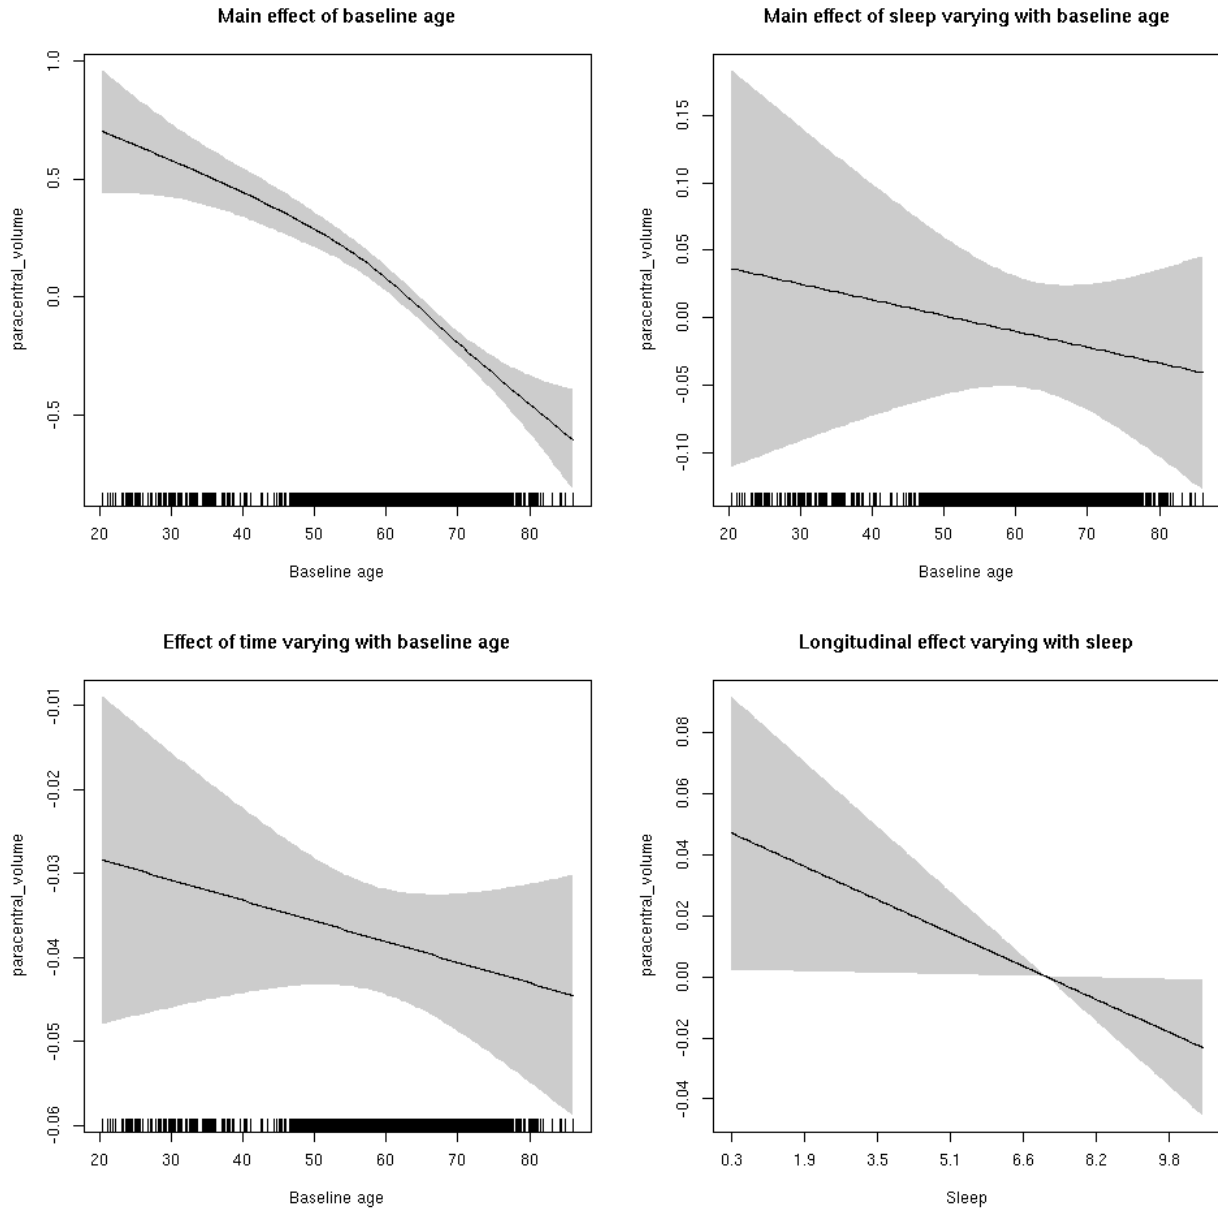 Main effect of baseline age
paracentral_volume
1.0
0.5
0.0
-0.5
20 30 40 50 60 70 80
Baseline age
Main effect of sleep varying with baseline age
paracentral_volume
0.15
0.10
0.05
0.00
-0.05
-0.10
20 30 40 50 60 70 80
Baseline age
Effect of time varying with baseline age
paracentral_volume
-0.01
-0.02
-0.03
-0.04
-0.05
-0.06
20 30 40 50 60 70 80
Baseline age
Longitudinal effect varying with sleep
paracentral_volume
0.08
0.06
0.04
0.02
0.00
-0.02
-0.04
0.3 1.9 3.5 5.1 6.6 8.2 9.8
Sleep